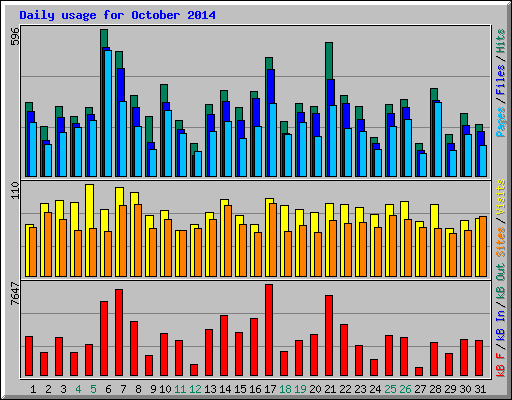 Daily usage for October 2014
596
Pages / Files / Hits
110
Sites / Visits
7647
kB F / kB In / kB Out
1 2 3 4 5 6 7 8 9 10 11 12 13 14 15 16 17 18 19 20 21 22 23 24 25 26 27 28 29 30 31